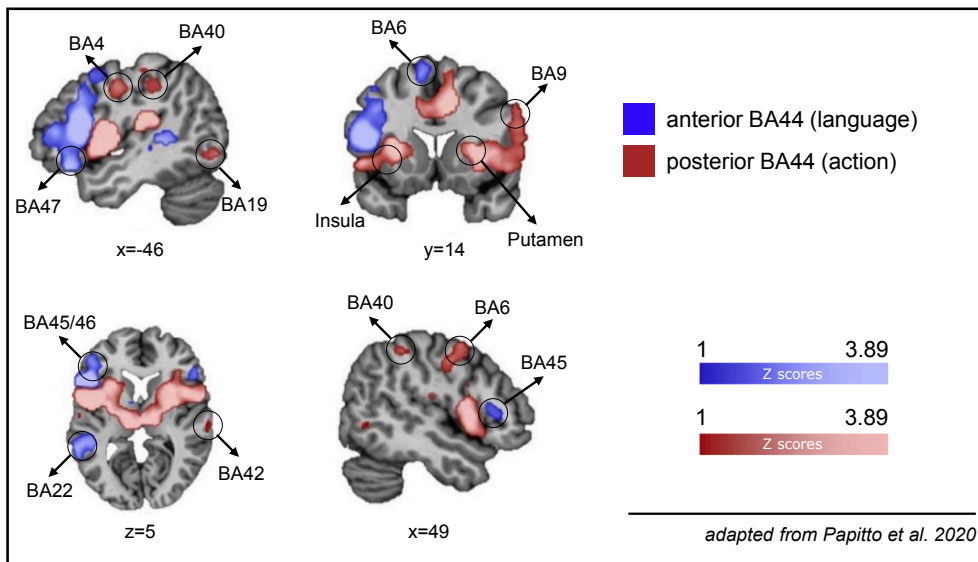 BA4
BA40
BA47
BA19
x=-46
BA6
BA9
Insula
Putamen
y=14
anterior BA44 (language)
posterior BA44 (action)
BA45/46
BA22
BA42
z=5
BA40
BA6
BA45
x=49
1 3.89
Z scores
1 3.89
Z scores
adapted from Papitto et al. 2020